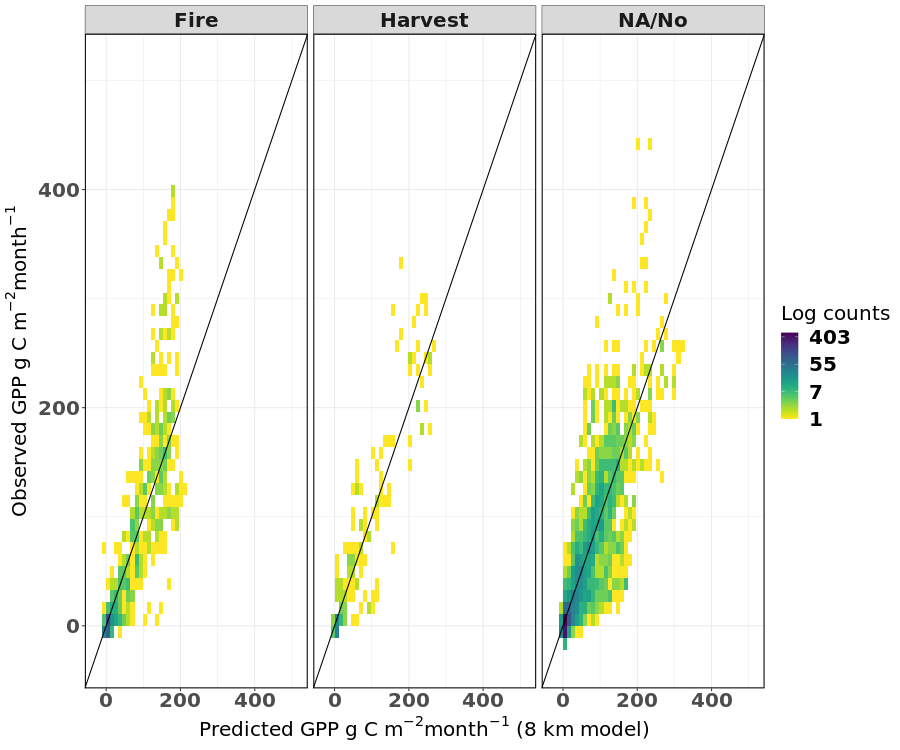 Fire Harvest NA/No
Observed GPP g C m⁻²month⁻¹
400
200
0
0 200 400 0 200 400 0 200 400
Predicted GPP g C m⁻²month⁻¹ (8 km model)
Log counts
403
55
7
1